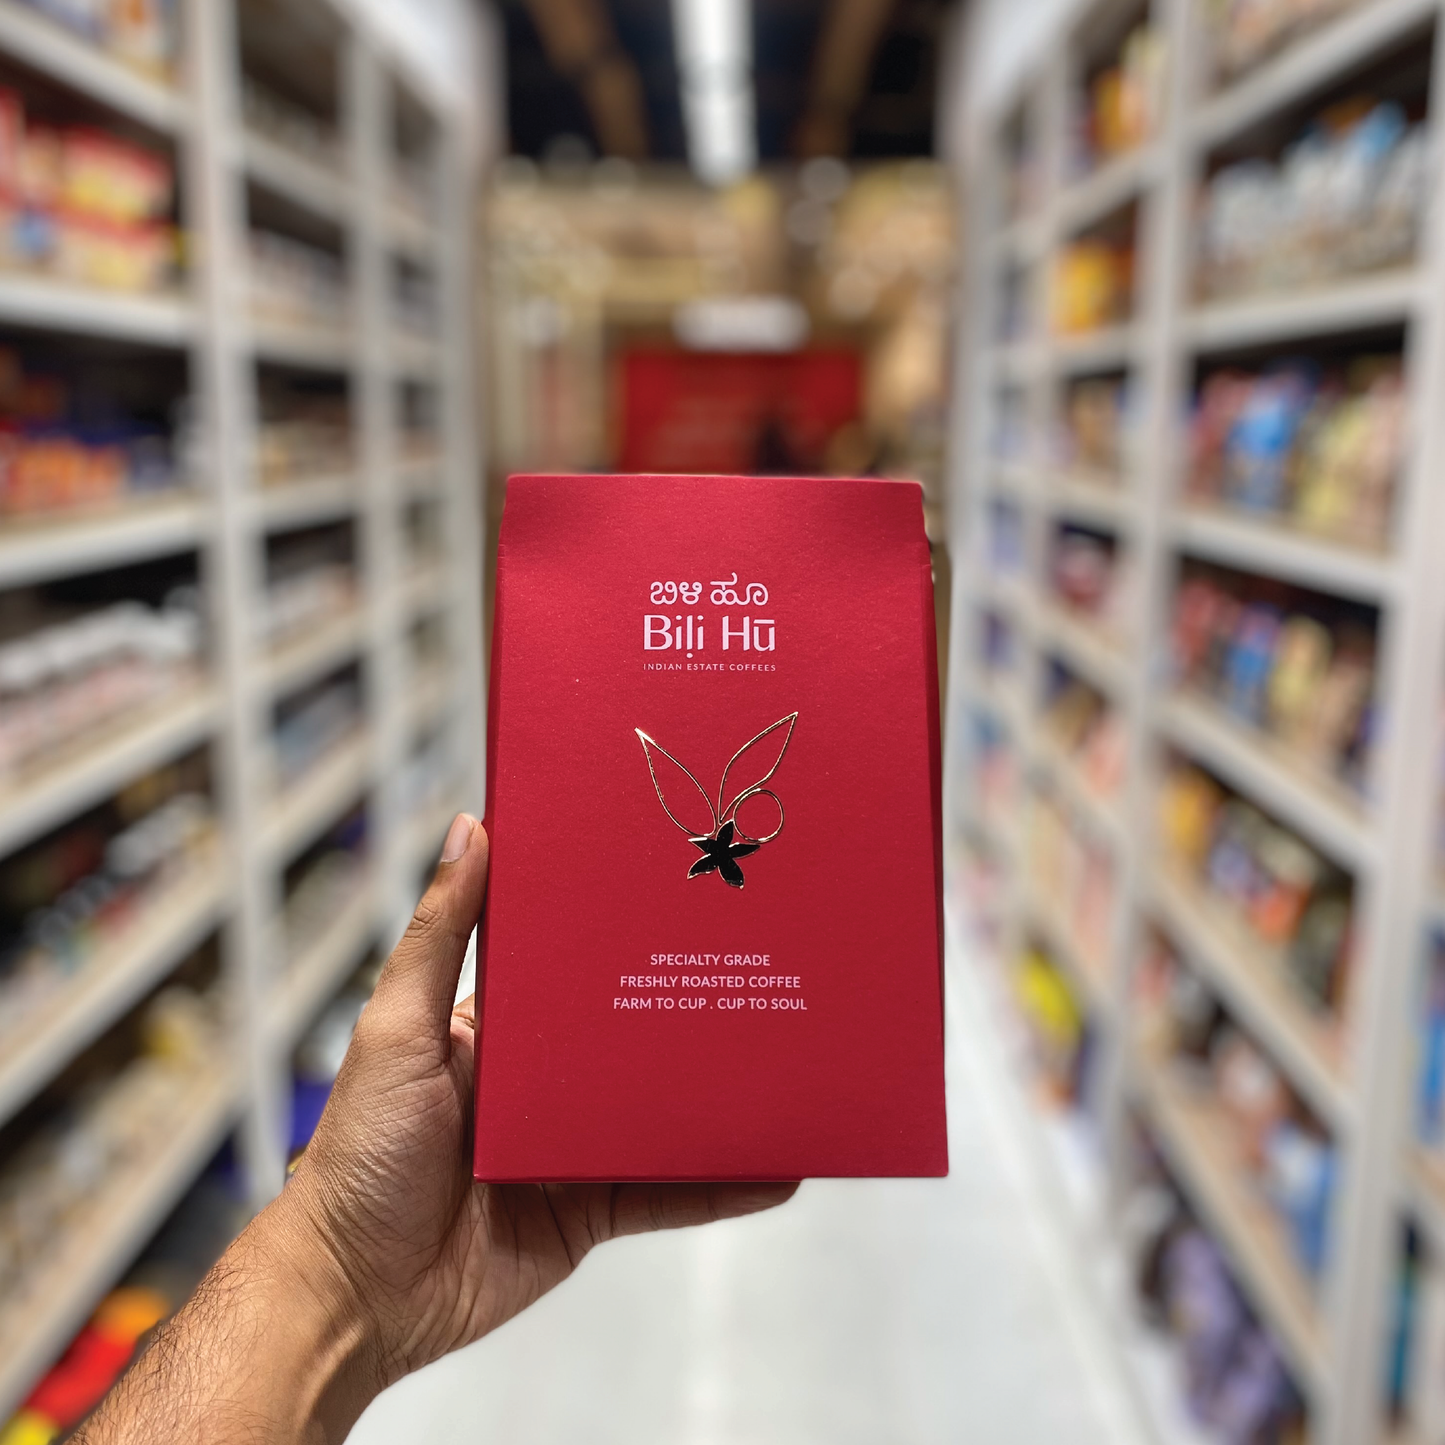 ಬಿಳಿ ಹೂ
Biḷi Hū
INDIAN ESTATE COFFEES
SPECIALTY GRADE
FRESHLY ROASTED COFFEE
FARM TO CUP . CUP TO SOUL